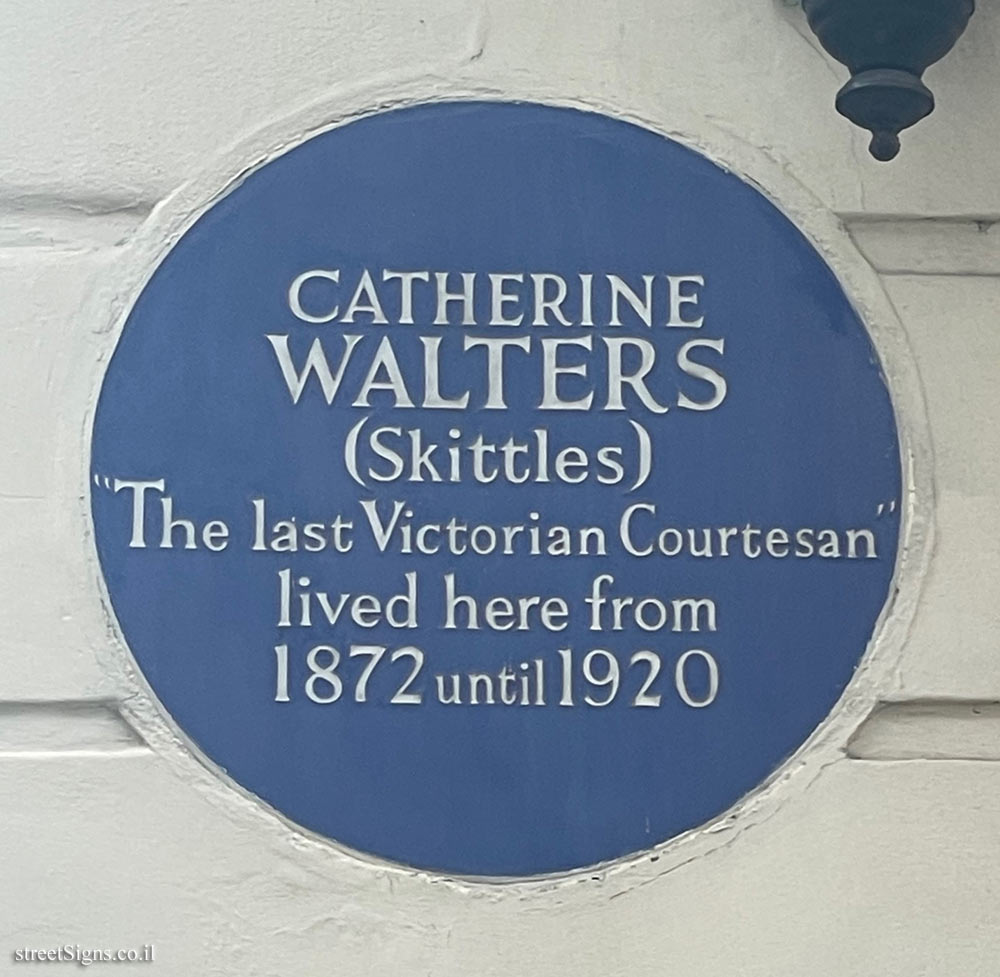 CATHERINE
WALTERS
(Skittles)
"The last Victorian Courtesan"
lived here from
1872 until 1920
streetSigns.co.il